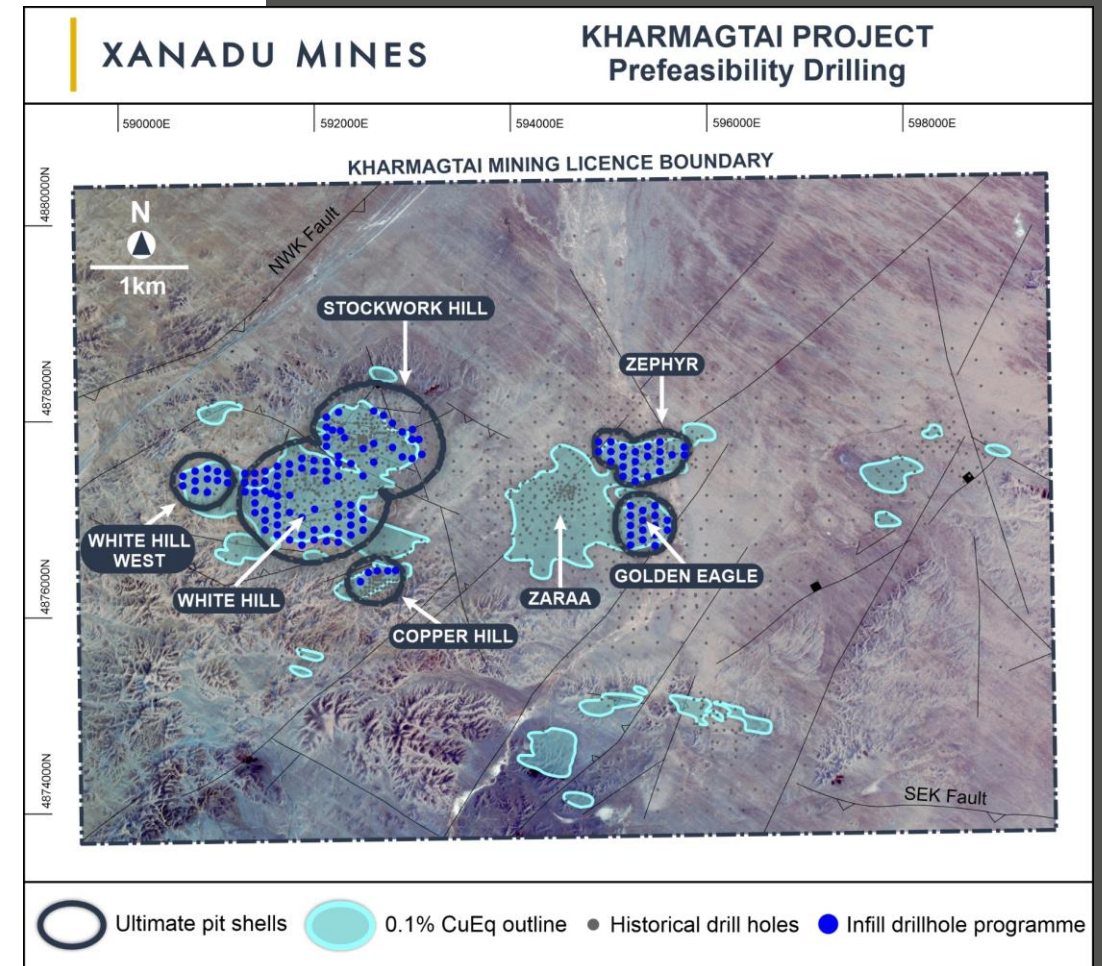 XANADU MINES
KHARMAGTAI PROJECT
Prefeasibility Drilling
590000E
592000E
594000E
596000E
598000E
KHARMAGTAI MINING LICENCE BOUNDARY
4880000N
N
1km
NWK Fault
STOCKWORK HILL
ZEPHYR
4878000N
WHITE HILL
WEST
WHITE HILL
COPPER HILL
ZARAA
GOLDEN EAGLE
4876000N
4874000N
SEK Fault
Ultimate pit shells
0.1% CuEq outline
Historical drill holes
Infill drillhole programme